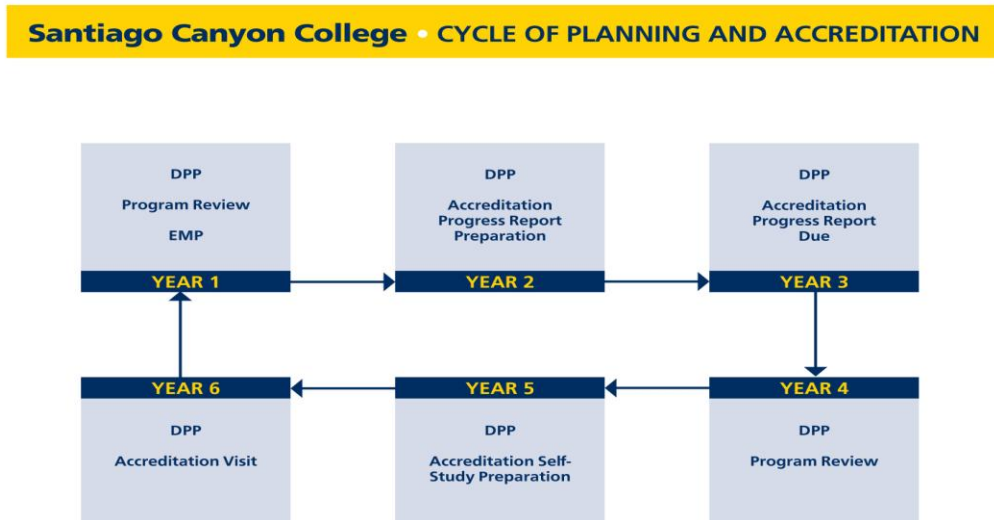 Santiago Canyon College • CYCLE OF PLANNING AND ACCREDITATION
DPP
Program Review
EMP
YEAR 1
DPP
Accreditation
Progress Report
Preparation
YEAR 2
DPP
Accreditation
Progress Report
Due
YEAR 3
YEAR 6
DPP
Accreditation Visit
YEAR 5
DPP
Accreditation Self-
Study Preparation
YEAR 4
DPP
Program Review